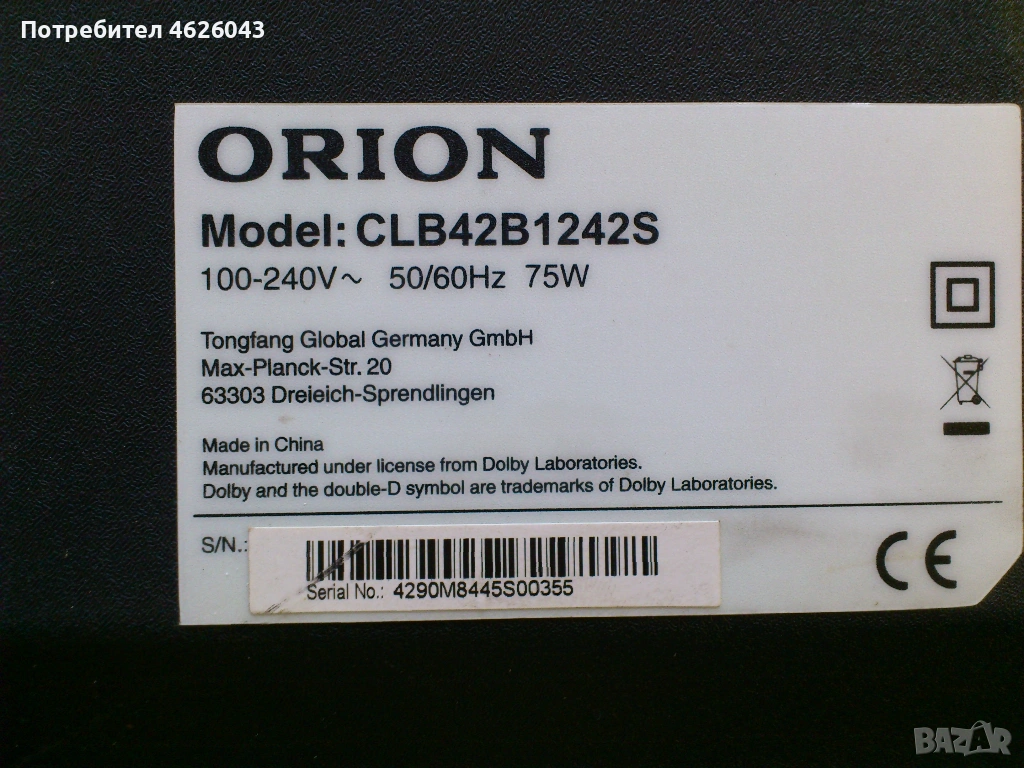 Потребител 4626043
ORION
Model: CLB42B1242S
100-240V~ 50/60Hz 75W
Tongfang Global Germany GmbH
Max-Planck-Str. 20
63303 Dreieich-Sprendlingen
Made in China
Manufactured under license from Dolby Laboratories.
Dolby and the double-D symbol are trademarks of Dolby Laboratories.
S/N.:
Serial No.: 4290M8445S00355
CE
BAZAR